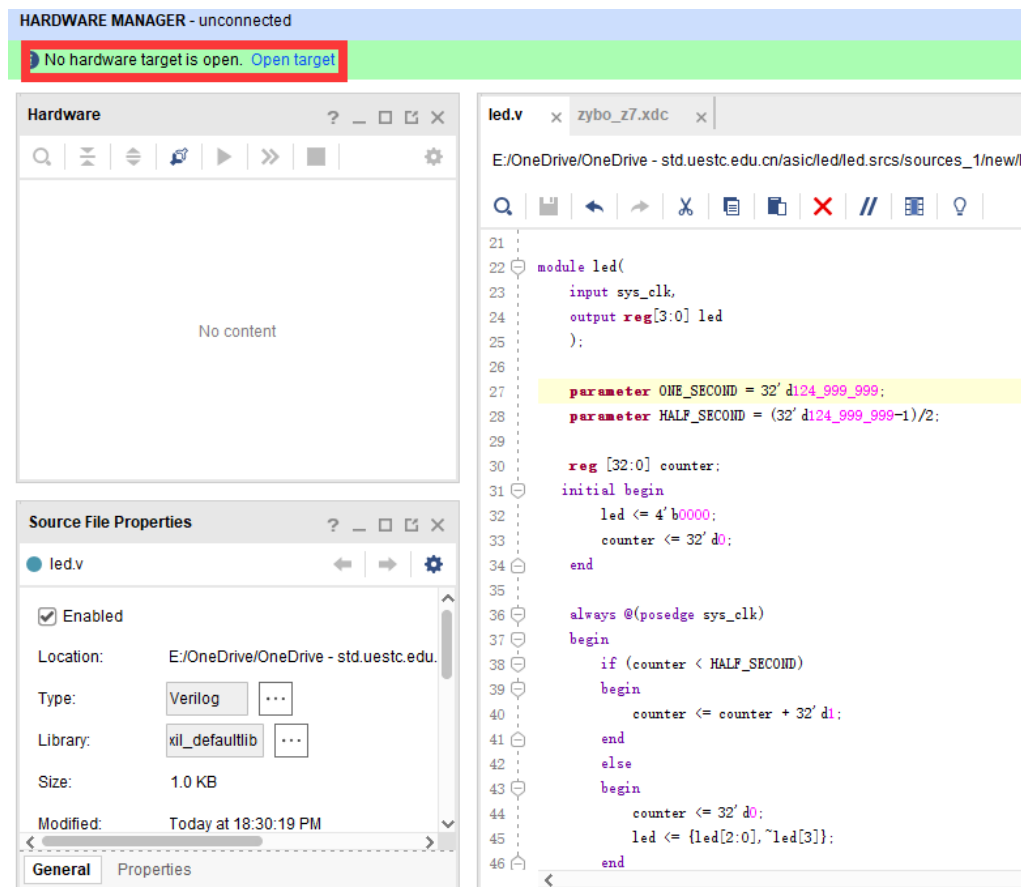 HARDWARE MANAGER - unconnected
No hardware target is open. Open target
Hardware
No content
Source File Properties
led.v
Enabled
Location: E:/OneDrive/OneDrive - std.uestc.edu.
Type: Verilog
Library: xil_defaultlib
Size: 1.0 KB
Modified: Today at 18:30:19 PM
General Properties
led.v zybo_z7.xdc
E:/OneDrive/OneDrive - std.uestc.edu.cn/asic/led/led.srcs/sources_1/new/
21
22 module led(
23 input sys_clk,
24 output reg[3:0] led
25 );
26
27 parameter ONE_SECOND = 32'd124_999_999;
28 parameter HALF_SECOND = (32'd124_999_999-1)/2;
29
30 reg [32:0] counter;
31 initial begin
32 led <= 4'b0000;
33 counter <= 32'd0;
34 end
35
36 always @(posedge sys_clk)
37 begin
38 if (counter < HALF_SECOND)
39 begin
40 counter <= counter + 32'd1;
41 end
42 else
43 begin
44 counter <= 32'd0;
45 led <= {led[2:0],~led[3]};
46 end